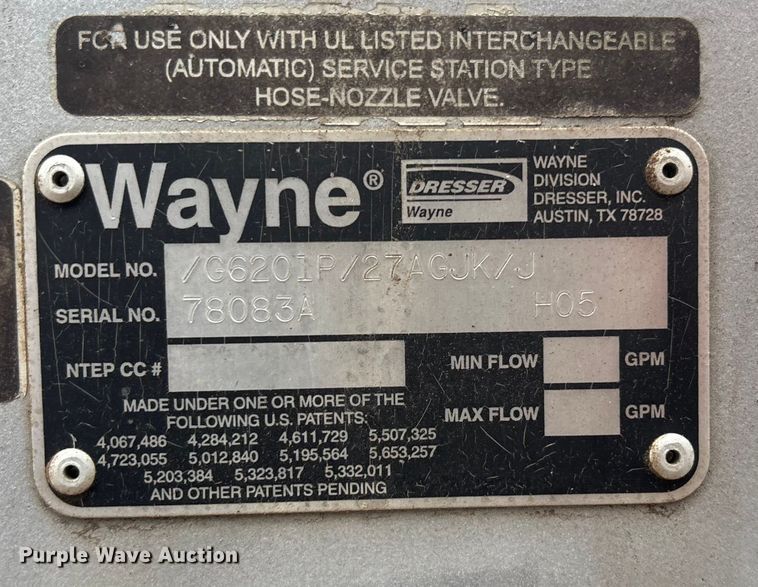 FOR USE ONLY WITH UL LISTED INTERCHANGEABLE
(AUTOMATIC) SERVICE STATION TYPE
HOSE-NOZZLE VALVE.
Wayne®
DRESSER
Wayne
WAYNE
DIVISION
DRESSER, INC.
AUSTIN, TX 78728
MODEL NO. /G620IP/27AGJK/J
SERIAL NO. 78083A H05
NTEP CC #
MIN FLOW GPM
MAX FLOW GPM
MADE UNDER ONE OR MORE OF THE
FOLLOWING U.S. PATENTS:
4,067,486 4,284,212 4,611,729 5,507,325
4,723,055 5,012,840 5,195,564 5,653,257
5,203,384 5,323,817 5,332,011
AND OTHER PATENTS PENDING
Purple Wave Auction